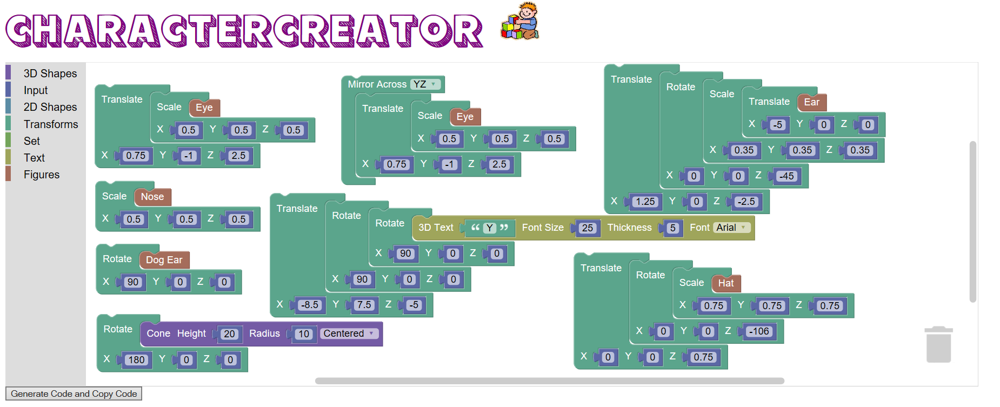 CHARACTERCREATOR
3D Shapes
Input
2D Shapes
Transforms
Set
Text
Figures
Translate
Scale Eye
X 0.5 Y 0.5 Z 0.5
X 0.75 Y -1 Z 2.5
Scale Nose
X 0.5 Y 0.5 Z 0.5
Rotate Dog Ear
X 90 Y 0 Z 0
Rotate Cone Height 20 Radius 10 Centered
X 180 Y 0 Z 0
Mirror Across YZ
Translate
Scale Eye
X 0.5 Y 0.5 Z 0.5
X 0.75 Y -1 Z 2.5
Translate
Rotate
Rotate 3D Text “ Y ” Font Size 25 Thickness 5 Font Arial
X 90 Y 0 Z 0
X 90 Y 0 Z 0
X -8.5 Y 7.5 Z -5
Translate
Rotate
Scale
Translate Ear
X -5 Y 0 Z 0
X 0.35 Y 0.35 Z 0.35
X 0 Y 0 Z -45
X 1.25 Y 0 Z -2.5
Translate
Rotate
Scale Hat
X 0.75 Y 0.75 Z 0.75
X 0 Y 0 Z -106
X 0 Y 0 Z 0.75
Generate Code and Copy Code